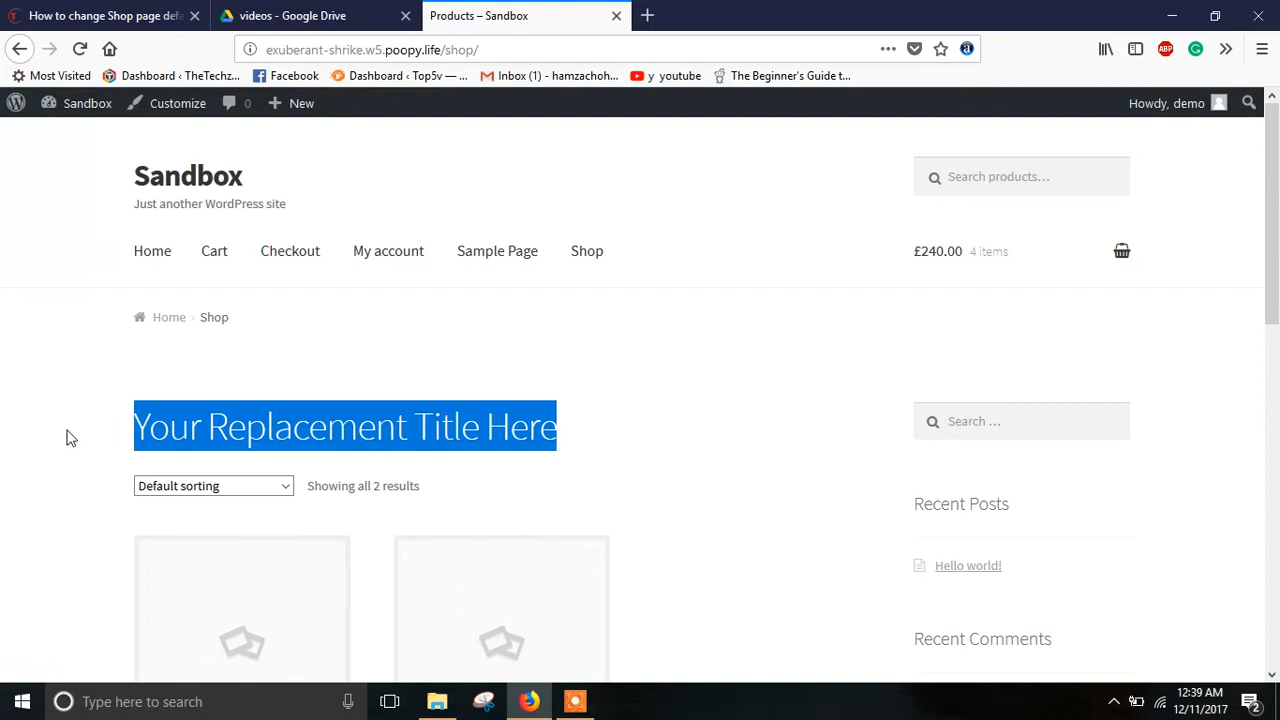 How to change Shop page defa
videos - Google Drive
Products – Sandbox
exuberant-shrike.w5.poopy.life/shop/
Most Visited
Dashboard ‹ TheTechz...
Facebook
Dashboard ‹ Top5v — ...
Inbox (1) - hamzachoh...
y youtube
The Beginner's Guide t...
Sandbox
Customize
0
New
Howdy, demo
Sandbox
Just another WordPress site
Search products...
Home
Cart
Checkout
My account
Sample Page
Shop
£240.00 4 items
Home
Shop
Your Replacement Title Here
Search ...
Default sorting
Showing all 2 results
Recent Posts
Hello world!
Recent Comments
Type here to search
12:39 AM
12/11/2017
2
ABP